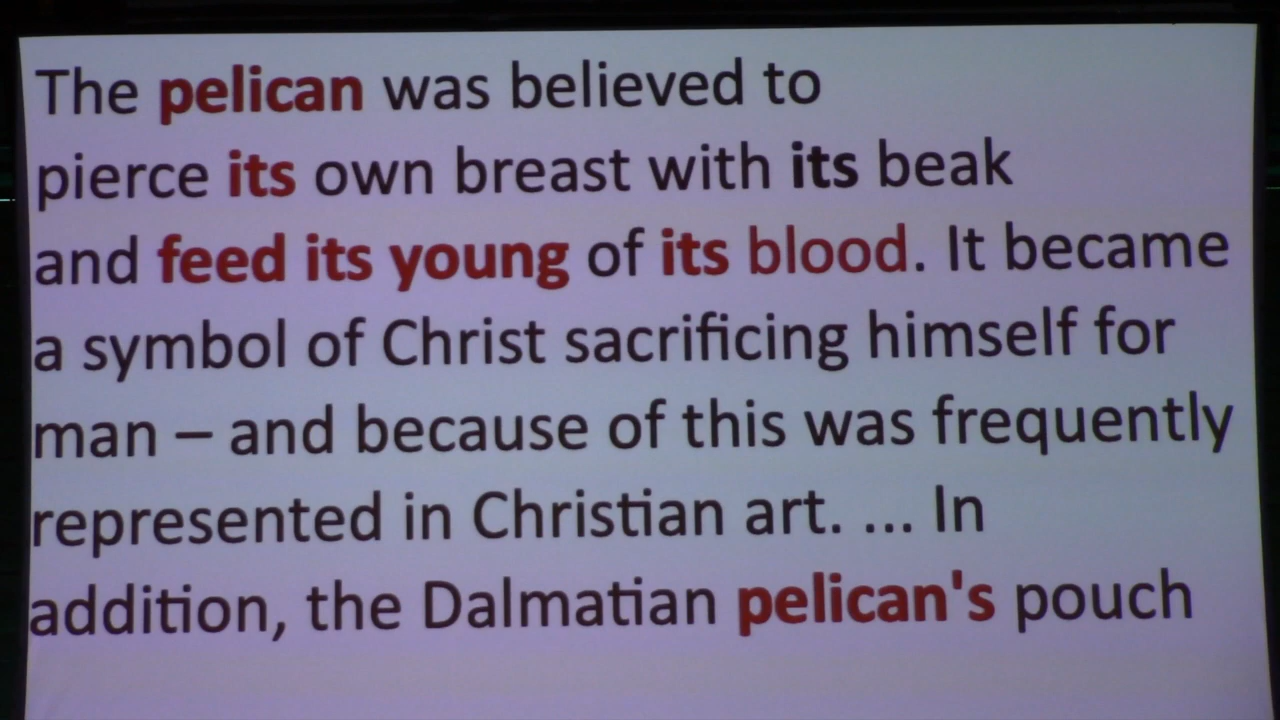 The pelican was believed to
pierce its own breast with its beak
and feed its young of its blood. It became
a symbol of Christ sacrificing himself for
man – and because of this was frequently
represented in Christian art. ... In
addition, the Dalmatian pelican's pouch